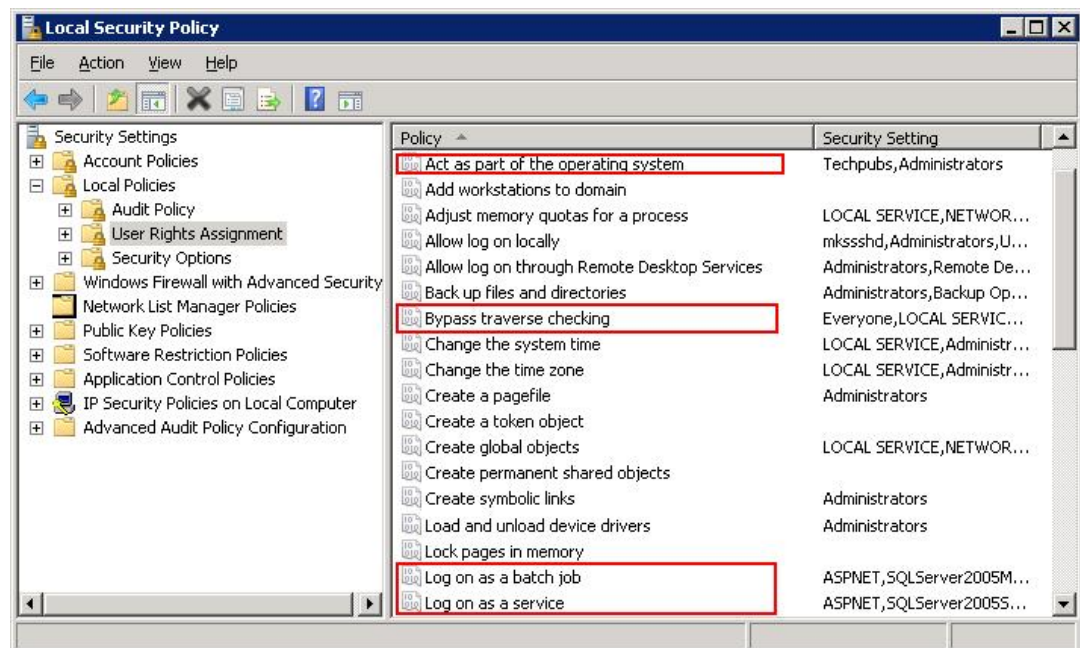 Local Security Policy
File Action View Help
Security Settings
Account Policies
Local Policies
Audit Policy
User Rights Assignment
Security Options
Windows Firewall with Advanced Security
Network List Manager Policies
Public Key Policies
Software Restriction Policies
Application Control Policies
IP Security Policies on Local Computer
Advanced Audit Policy Configuration
Policy Security Setting
Act as part of the operating system Techpubs,Administrators
Add workstations to domain
Adjust memory quotas for a process LOCAL SERVICE,NETWOR...
Allow log on locally mkssshd,Administrators,U...
Allow log on through Remote Desktop Services Administrators,Remote De...
Back up files and directories Administrators,Backup Op...
Bypass traverse checking Everyone,LOCAL SERVIC...
Change the system time LOCAL SERVICE,Administr...
Change the time zone LOCAL SERVICE,Administr...
Create a pagefile Administrators
Create a token object
Create global objects LOCAL SERVICE,NETWOR...
Create permanent shared objects
Create symbolic links Administrators
Load and unload device drivers Administrators
Lock pages in memory
Log on as a batch job ASPNET,SQLServer2005M...
Log on as a service ASPNET,SQLServer2005S...